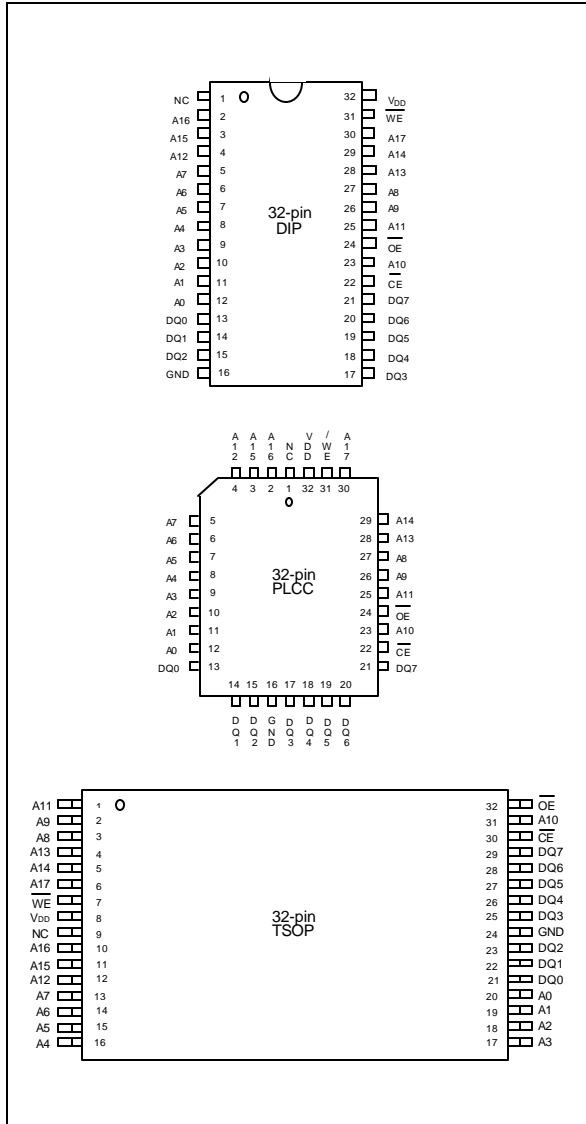 NC 1 32 VDD
A16 2 31 WE
A15 3 30 A17
A12 4 29 A14
A7 5 28 A13
A6 6 27 A8
A5 7 26 A9
A4 8 25 A11
A3 9 24 OE
A2 10 23 A10
A1 11 22 CE
A0 12 21 DQ7
DQ0 13 20 DQ6
DQ1 14 19 DQ5
DQ2 15 18 DQ4
GND 16 17 DQ3
32-pin
DIP
A12 A15 A16 NC VDD /WE A17
4 3 2 1 32 31 30
A7 5 29 A14
A6 6 28 A13
A5 7 27 A8
A4 8 26 A9
A3 9 25 A11
A2 10 24 OE
A1 11 23 A10
A0 12 22 CE
DQ0 13 21 DQ7
32-pin
PLCC
14 15 16 17 18 19 20
DQ1 DQ2 GND DQ3 DQ4 DQ5 DQ6
A11 1 32 OE
A9 2 31 A10
A8 3 30 CE
A13 4 29 DQ7
A14 5 28 DQ6
A17 6 27 DQ5
WE 7 26 DQ4
VDD 8 25 DQ3
NC 9 24 GND
A16 10 23 DQ2
A15 11 22 DQ1
A12 12 21 DQ0
A7 13 20 A0
A6 14 19 A1
A5 15 18 A2
A4 16 17 A3
32-pin
TSOP